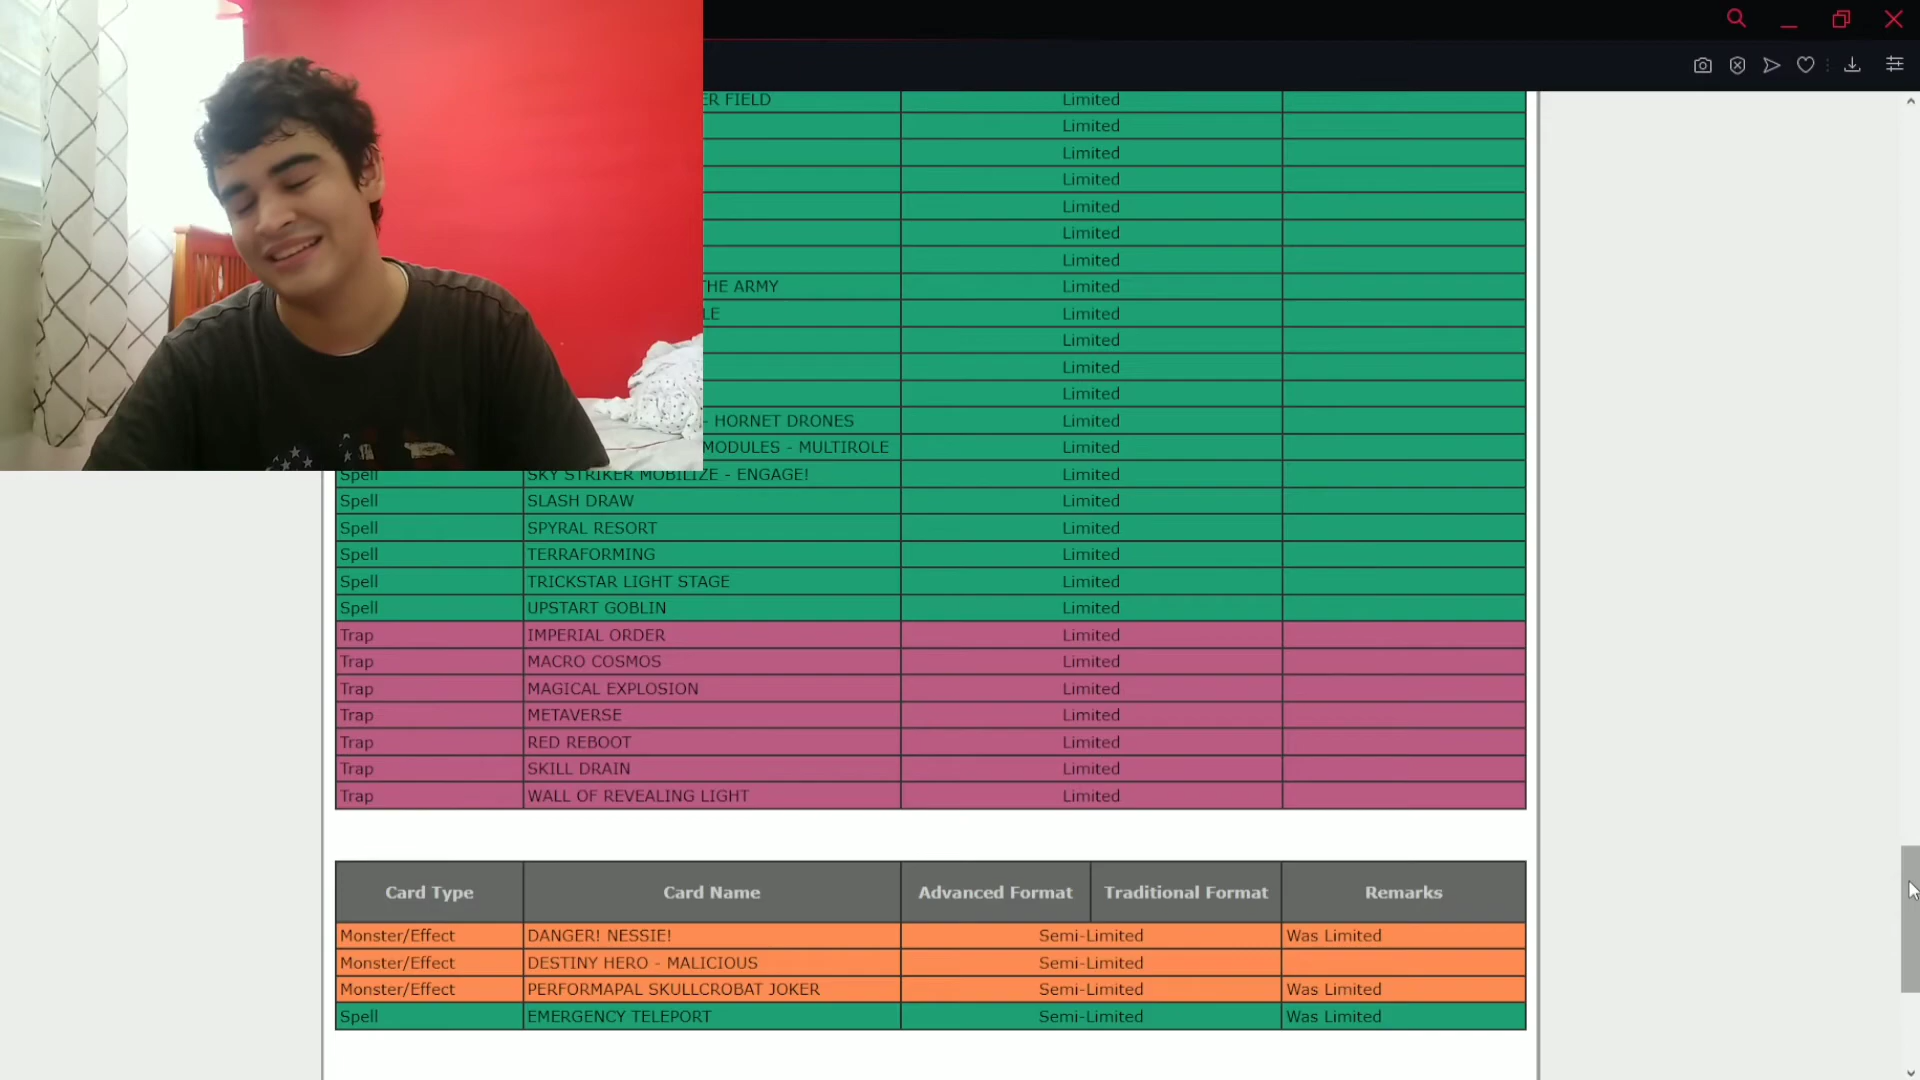 ER FIELD Limited
Limited
Limited
Limited
Limited
Limited
Limited
THE ARMY Limited
LE Limited
Limited
Limited
Limited
- HORNET DRONES Limited
MODULES - MULTIROLE Limited
Spell SKY STRIKER MOBILIZE - ENGAGE! Limited
Spell SLASH DRAW Limited
Spell SPYRAL RESORT Limited
Spell TERRAFORMING Limited
Spell TRICKSTAR LIGHT STAGE Limited
Spell UPSTART GOBLIN Limited
Trap IMPERIAL ORDER Limited
Trap MACRO COSMOS Limited
Trap MAGICAL EXPLOSION Limited
Trap METAVERSE Limited
Trap RED REBOOT Limited
Trap SKILL DRAIN Limited
Trap WALL OF REVEALING LIGHT Limited
Card Type Card Name Advanced Format Traditional Format Remarks
Monster/Effect DANGER! NESSIE! Semi-Limited Was Limited
Monster/Effect DESTINY HERO - MALICIOUS Semi-Limited
Monster/Effect PERFORMAPAL SKULLCROBAT JOKER Semi-Limited Was Limited
Spell EMERGENCY TELEPORT Semi-Limited Was Limited